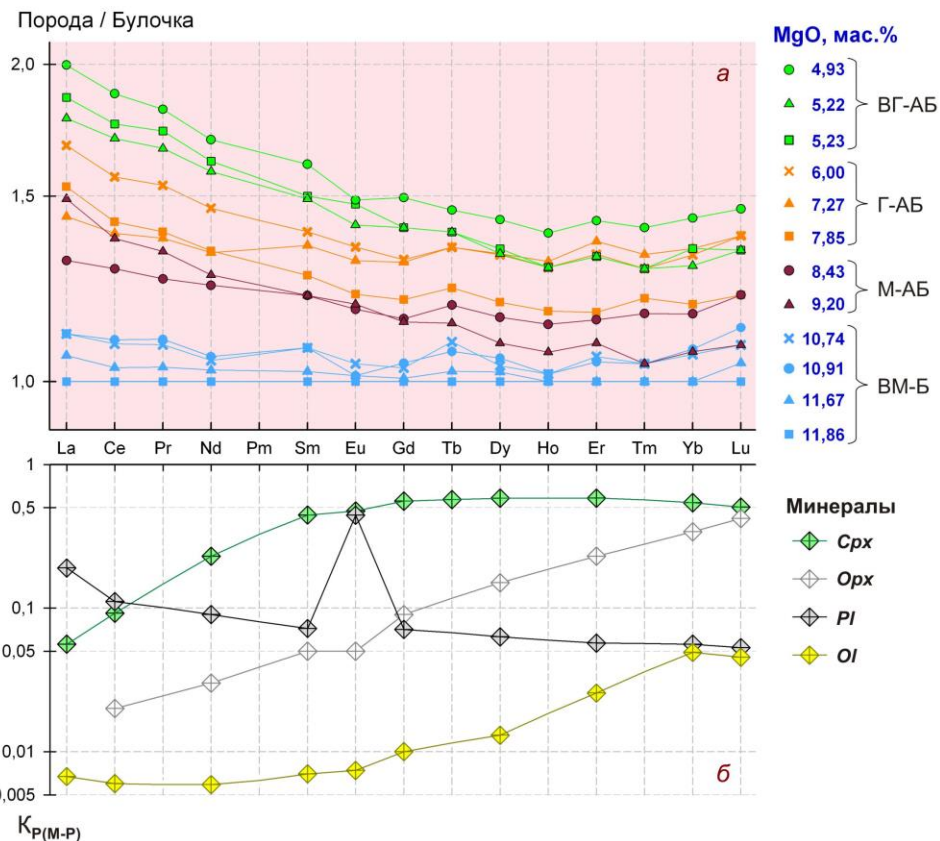 Порода / Булочка
2,0
1,5
1,0
а
MgO, мас.%
4,93
5,22
5,23
ВГ-АБ
6,00
7,27
7,85
Г-АБ
8,43
9,20
М-АБ
10,74
10,91
11,67
11,86
ВМ-Б
La Ce Pr Nd Pm Sm Eu Gd Tb Dy Ho Er Tm Yb Lu
1
0,5
0,1
0,05
0,01
0,005
б
Минералы
Cpx
Opx
Pl
Ol
KР(М-Р)